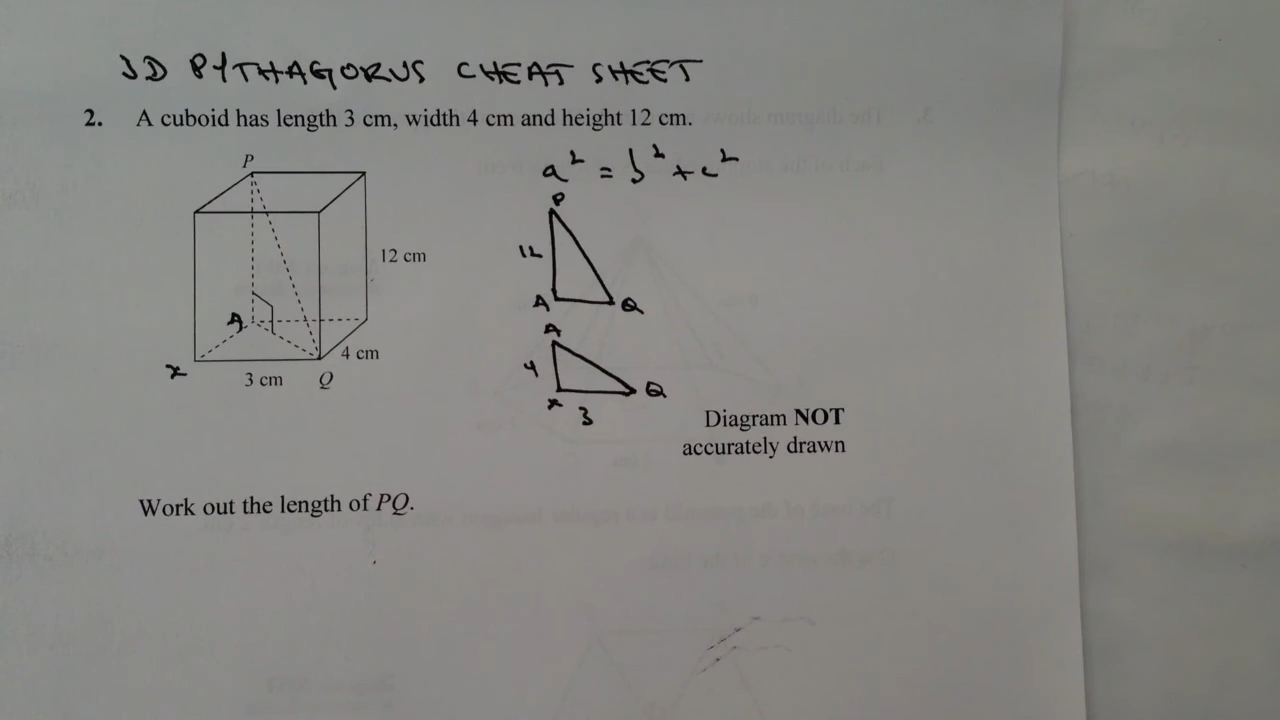 3D PYTHAGORUS CHEAT SHEET
2. A cuboid has length 3 cm, width 4 cm and height 12 cm.
a² = b² + c²
P
12 cm
A
4 cm
x
3 cm
Q
P
12
A
Q
A
4
x
3
Q
Diagram NOT
accurately drawn
Work out the length of PQ.